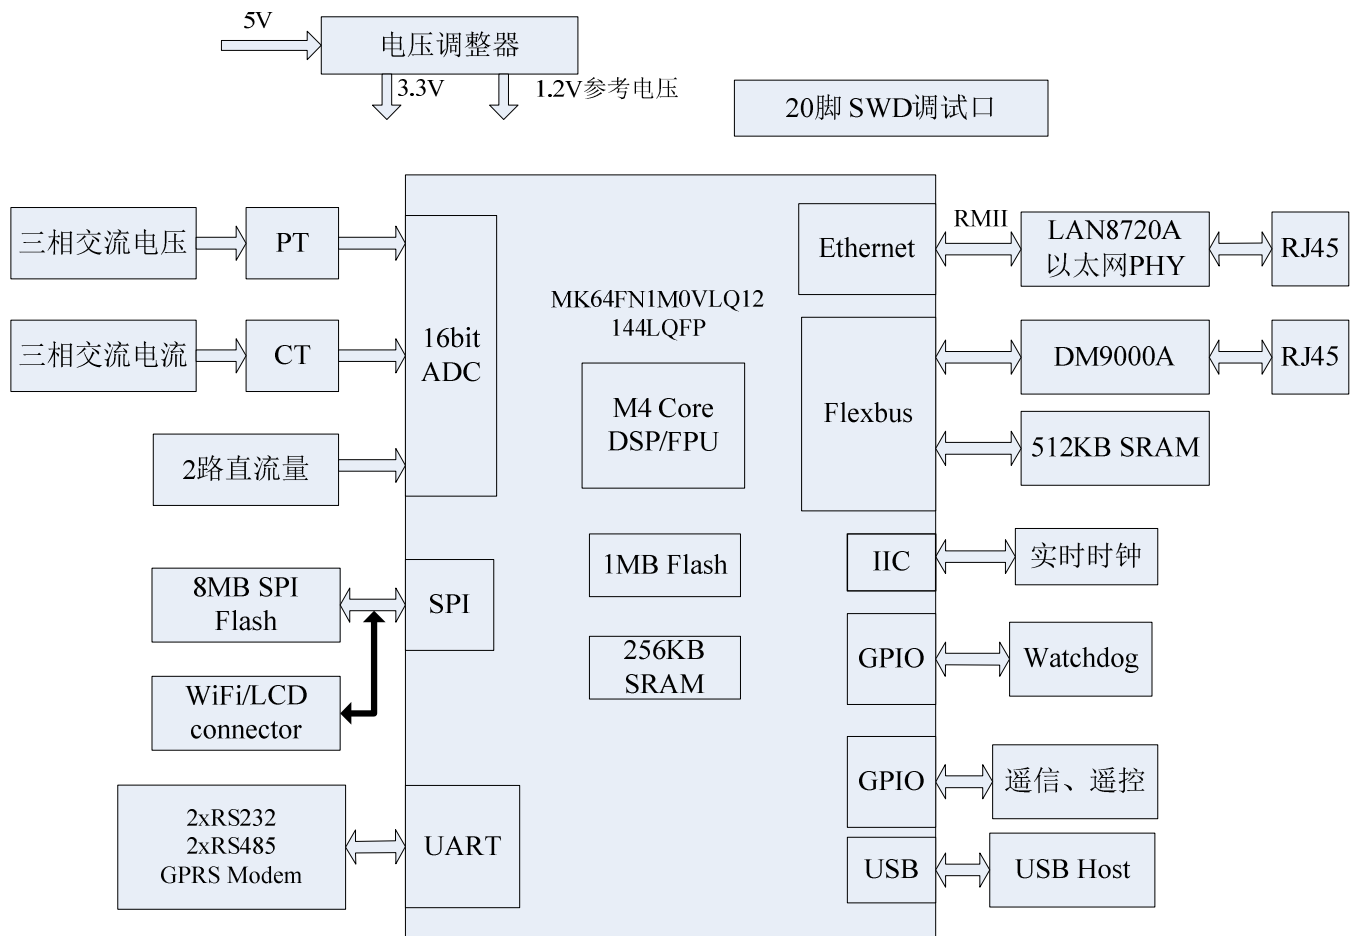 5V
电压调整器
3.3V
1.2V参考电压
20脚 SWD调试口
三相交流电压
PT
三相交流电流
CT
2路直流量
16bit
ADC
8MB SPI
Flash
SPI
WiFi/LCD
connector
2xRS232
2xRS485
GPRS Modem
UART
MK64FN1M0VLQ12
144LQFP
M4 Core
DSP/FPU
1MB Flash
256KB
SRAM
Ethernet
RMII
LAN8720A
以太网PHY
RJ45
Flexbus
DM9000A
RJ45
512KB SRAM
IIC
实时时钟
GPIO
Watchdog
GPIO
遥信、遥控
USB
USB Host